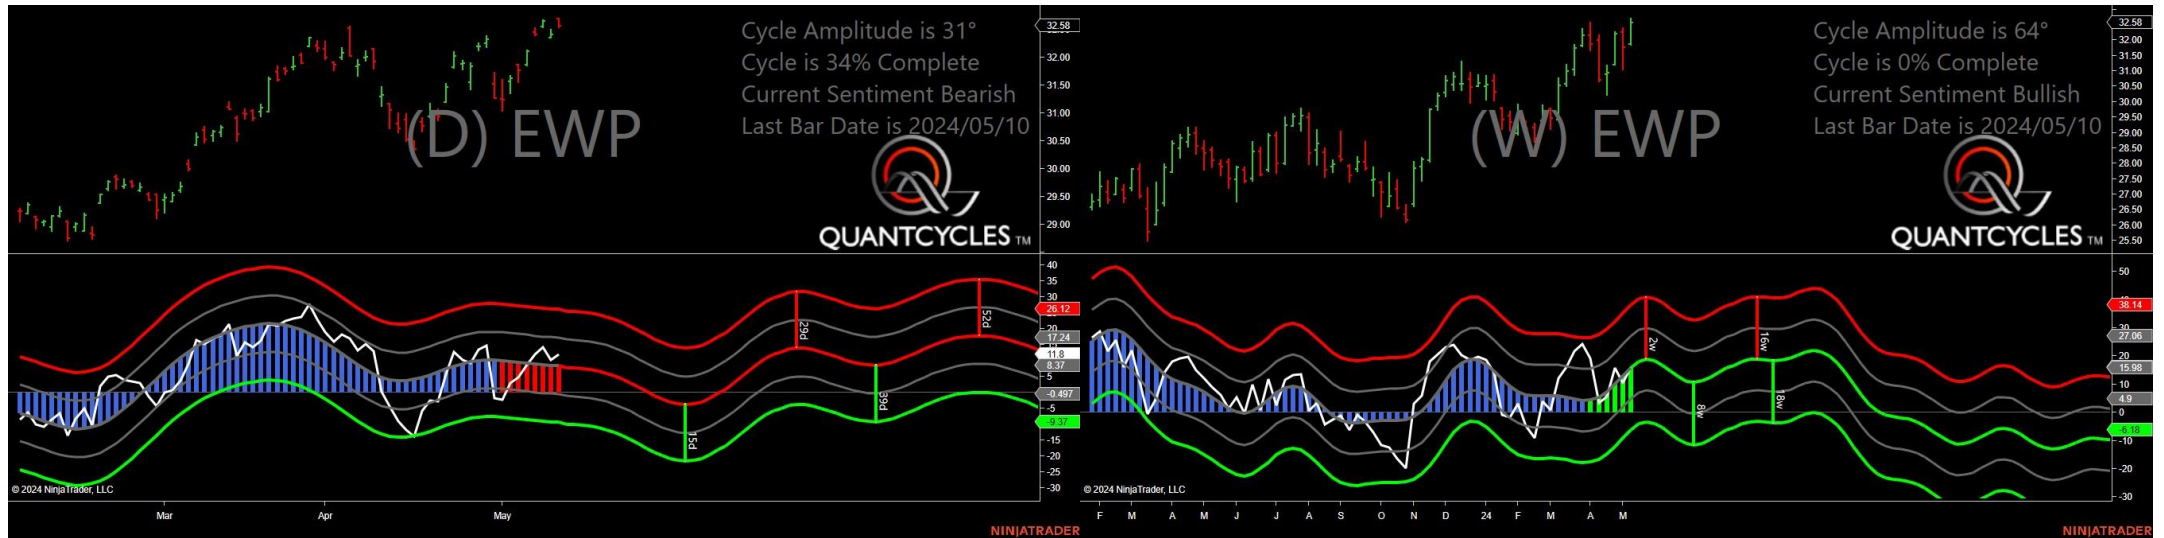 Cycle Amplitude is 31°
Cycle is 34% Complete
Current Sentiment Bearish
Last Bar Date is 2024/05/10
(D) EWP
QUANTCYCLES TM
32.58
32.00
31.50
31.00
30.50
30.00
29.50
29.00
40
35
30
26.12
20
17.24
11.8
8.37
5
-0.497
-5
-9.37
-15
-20
-25
-30
29d
52d
15d
39d
© 2024 NinjaTrader, LLC
Mar
Apr
May
NINJATRADER
Cycle Amplitude is 64°
Cycle is 0% Complete
Current Sentiment Bullish
Last Bar Date is 2024/05/10
(W) EWP
QUANTCYCLES TM
32.58
32.00
31.50
31.00
30.50
30.00
29.50
29.00
28.50
28.00
27.50
27.00
26.50
26.00
25.50
50
38.14
30
27.06
20
15.98
10
4.9
0
-6.18
-10
-20
-30
2w
16w
8w
18w
© 2024 NinjaTrader, LLC
F M A M J J A S O N D 24 F M A M
NINJATRADER